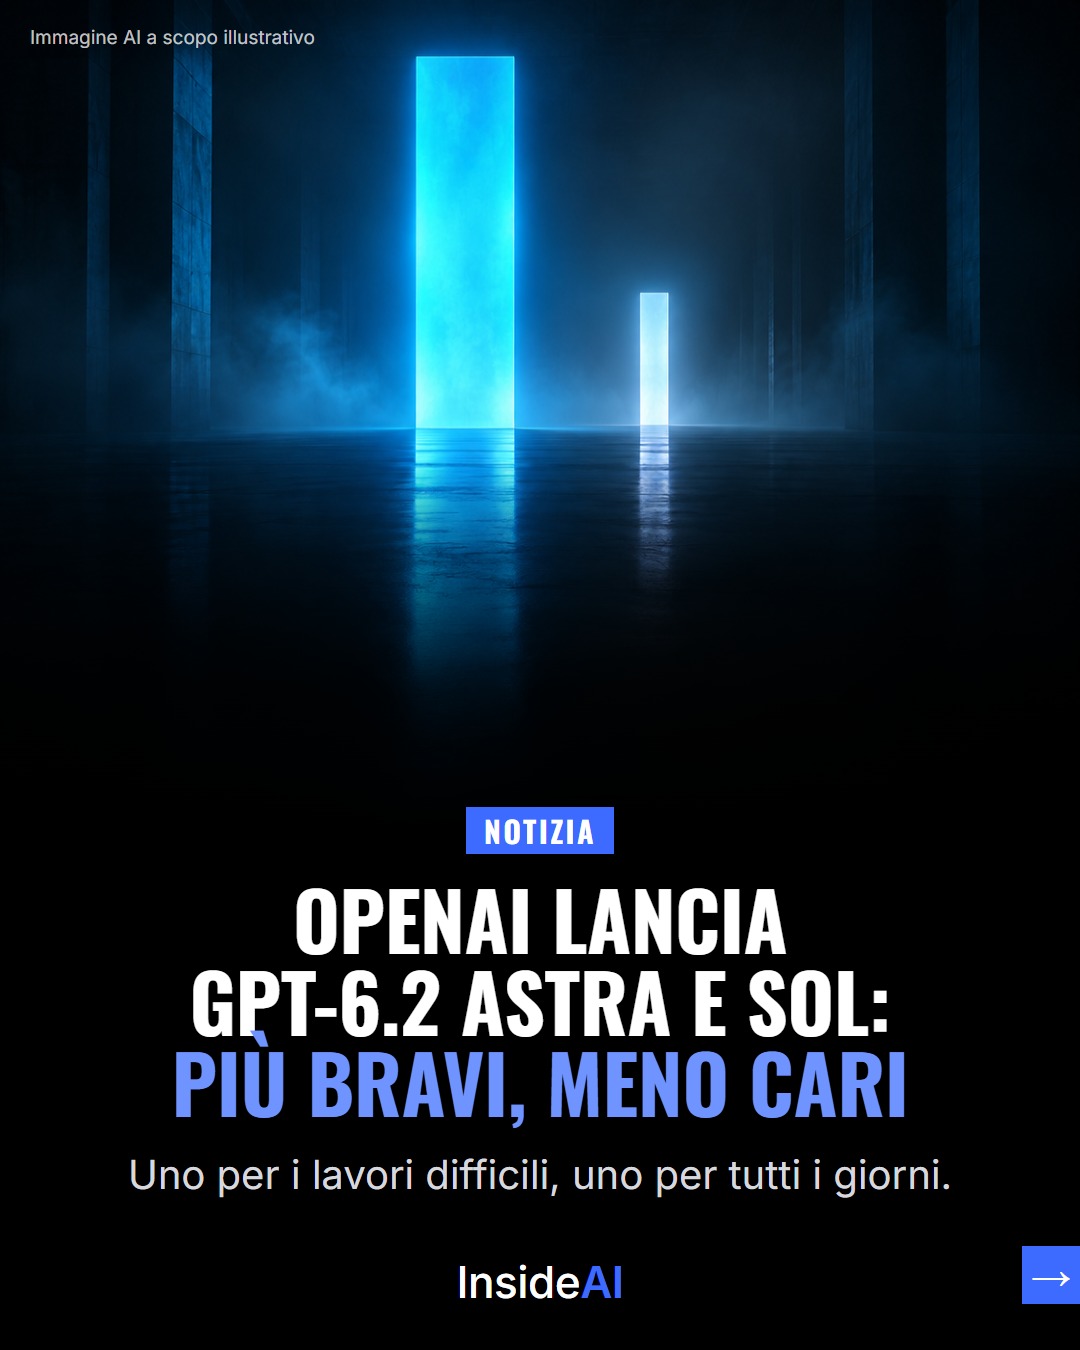 Immagine AI a scopo illustrativo
NOTIZIA
OPENAI LANCIA
GPT-6.2 ASTRA E SOL:
PIÙ BRAVI, MENO CARI
Uno per i lavori difficili, uno per tutti i giorni.
InsideAI
→